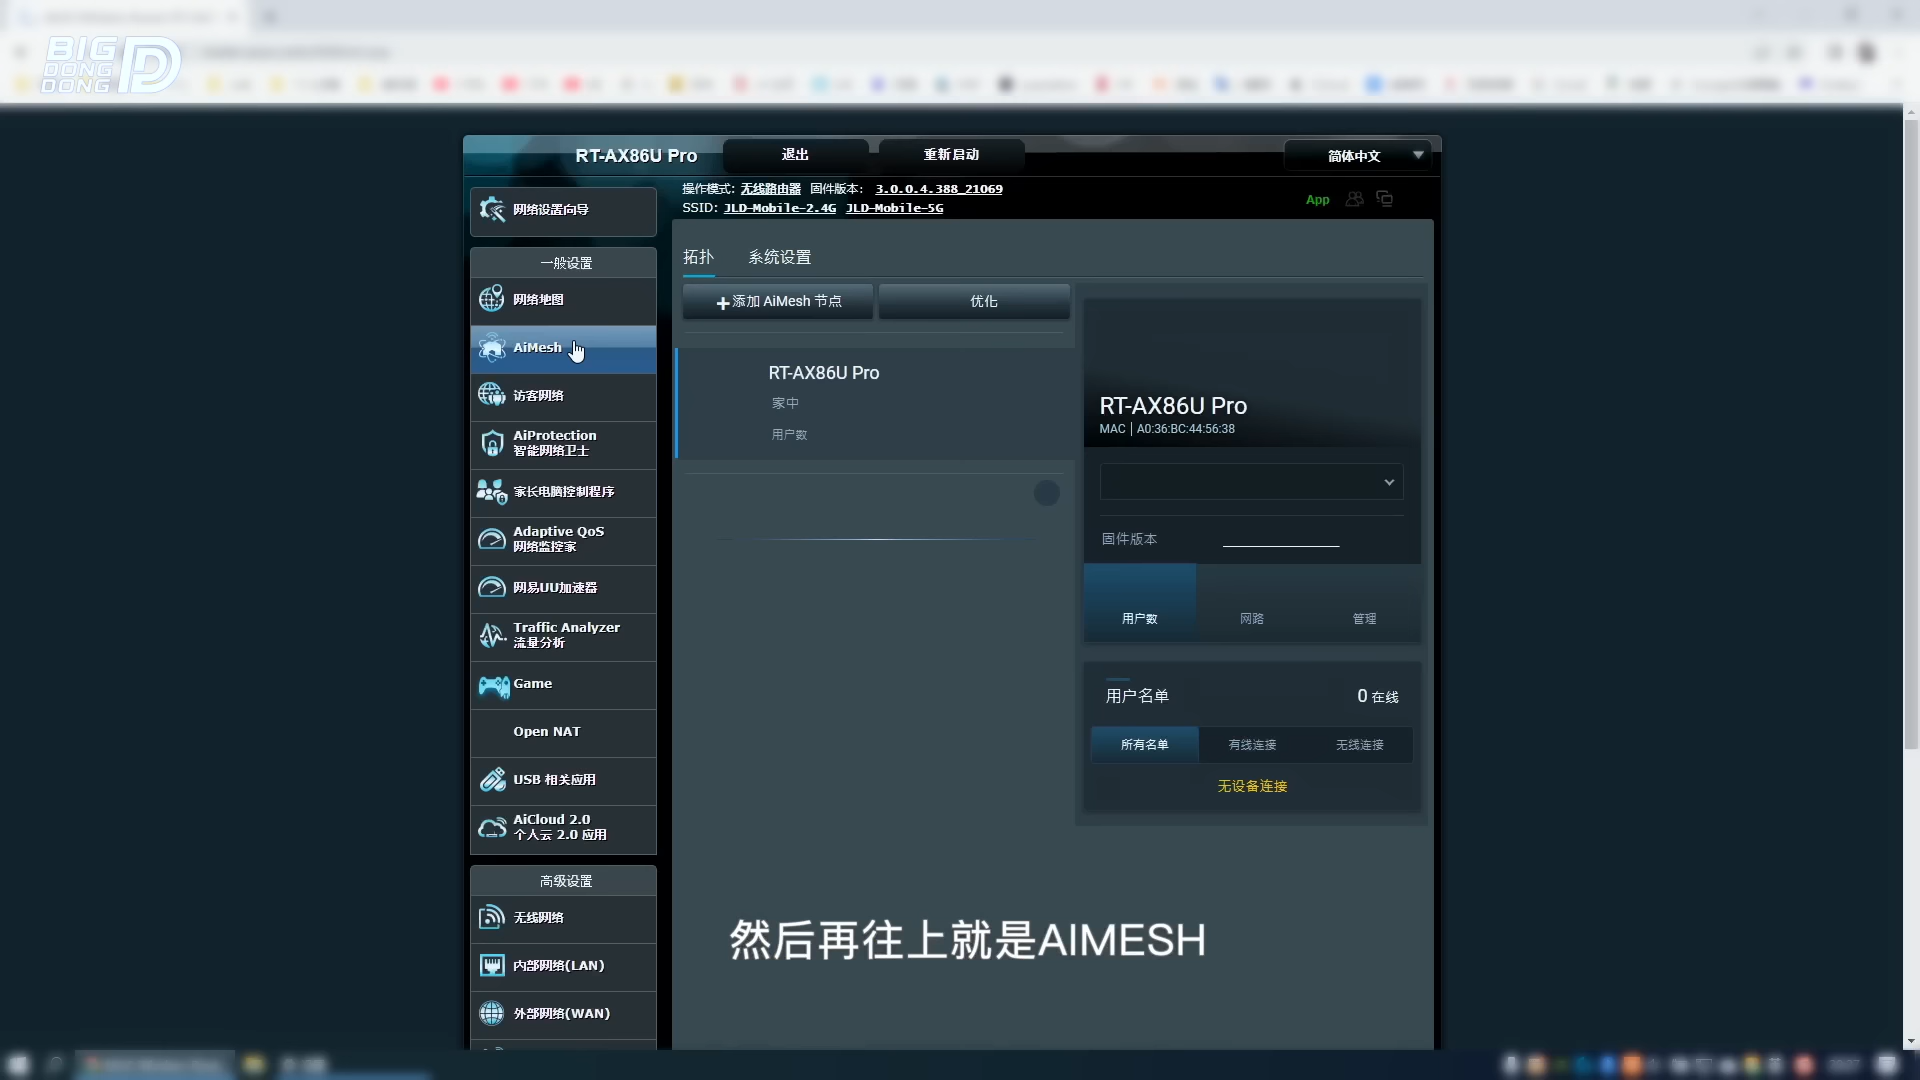 BIG
DONG
DONG
D
RT-AX86U Pro
退出
重新启动
简体中文
操作模式: 无线路由器 固件版本: 3.0.0.4.388_21069
SSID: JLD-Mobile-2.4G JLD-Mobile-5G
App
网络设置向导
一般设置
网络地图
AiMesh
访客网络
AiProtection
智能网络卫士
家长电脑控制程序
Adaptive QoS
网络监控家
网易UU加速器
Traffic Analyzer
流量分析
Game
Open NAT
USB 相关应用
AiCloud 2.0
个人云 2.0 应用
高级设置
无线网络
内部网络(LAN)
外部网络(WAN)
拓扑
系统设置
添加 AiMesh 节点
优化
RT-AX86U Pro
家中
用户数
RT-AX86U Pro
MAC | A0:36:BC:44:56:38
固件版本
用户数
网路
管理
用户名单
0 在线
所有名单
有线连接
无线连接
无设备连接
然后再往上就是AIMESH